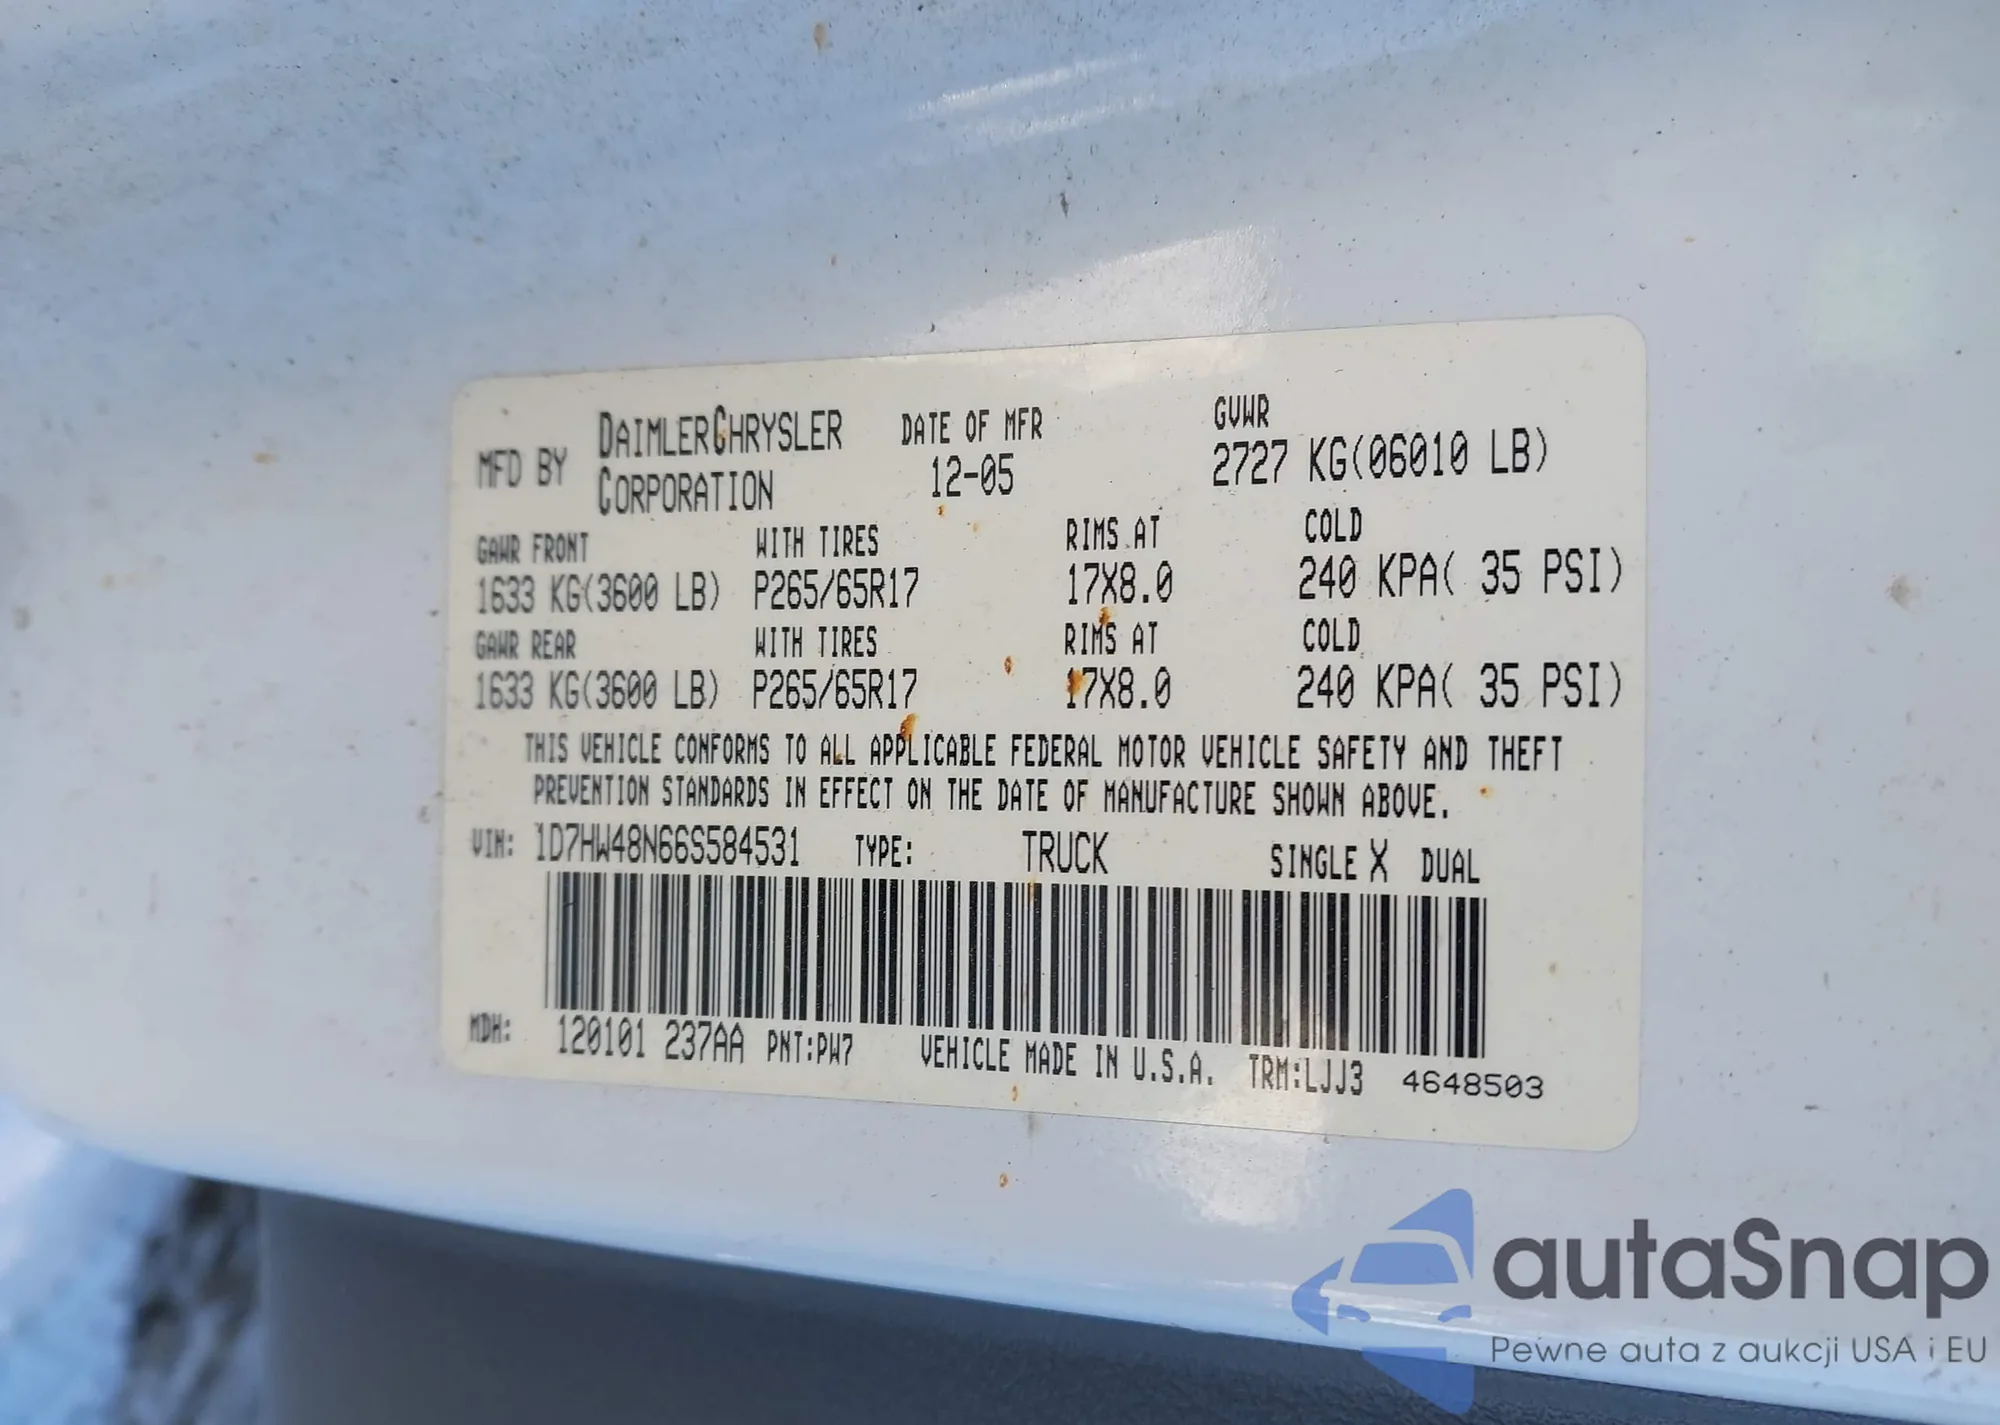 MFD BY DAIMLERCHRYSLER CORPORATION DATE OF MFR 12-05 GVWR 2727 KG(06010 LB)
GAWR FRONT WITH TIRES RIMS AT COLD
1633 KG(3600 LB) P265/65R17 17X8.0 240 KPA( 35 PSI)
GAWR REAR WITH TIRES RIMS AT COLD
1633 KG(3600 LB) P265/65R17 17X8.0 240 KPA( 35 PSI)
THIS VEHICLE CONFORMS TO ALL APPLICABLE FEDERAL MOTOR VEHICLE SAFETY AND THEFT
PREVENTION STANDARDS IN EFFECT ON THE DATE OF MANUFACTURE SHOWN ABOVE.
VIN: 1D7HW48N66S584531 TYPE: TRUCK SINGLE X DUAL
MDH: 120101 237AA PNT:PW7 VEHICLE MADE IN U.S.A. TRM:LJJ3 4648503
autaSnap
Pewne auta z aukcji USA i EU